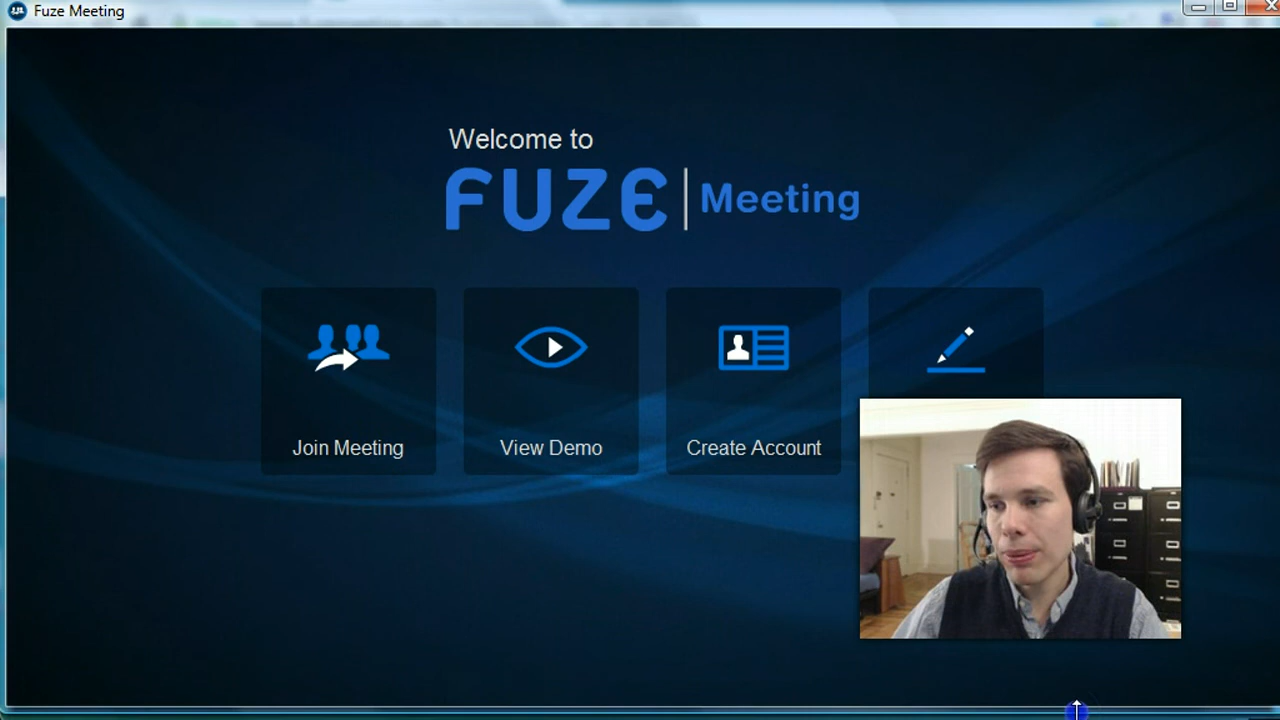 Fuze Meeting
Welcome to
FUZE | Meeting
Join Meeting
View Demo
Create Account